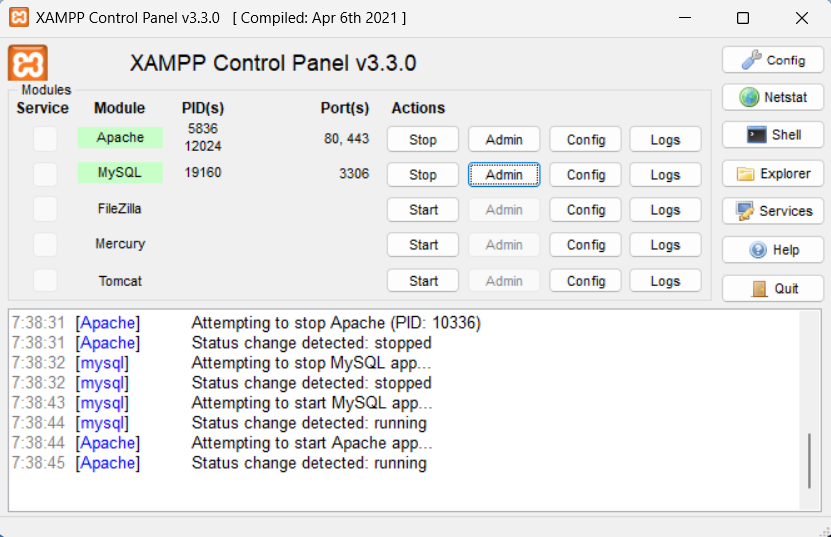 XAMPP Control Panel v3.3.0 [ Compiled: Apr 6th 2021 ]
XAMPP Control Panel v3.3.0
Config
Modules
Service Module PID(s) Port(s) Actions
Netstat
Apache 5836 12024 80, 443 Stop Admin Config Logs
Shell
MySQL 19160 3306 Stop Admin Config Logs
Explorer
FileZilla Start Admin Config Logs
Services
Mercury Start Admin Config Logs
Help
Tomcat Start Admin Config Logs
Quit
7:38:31 [Apache] Attempting to stop Apache (PID: 10336)
7:38:31 [Apache] Status change detected: stopped
7:38:32 [mysql] Attempting to stop MySQL app...
7:38:32 [mysql] Status change detected: stopped
7:38:43 [mysql] Attempting to start MySQL app...
7:38:44 [mysql] Status change detected: running
7:38:44 [Apache] Attempting to start Apache app...
7:38:45 [Apache] Status change detected: running